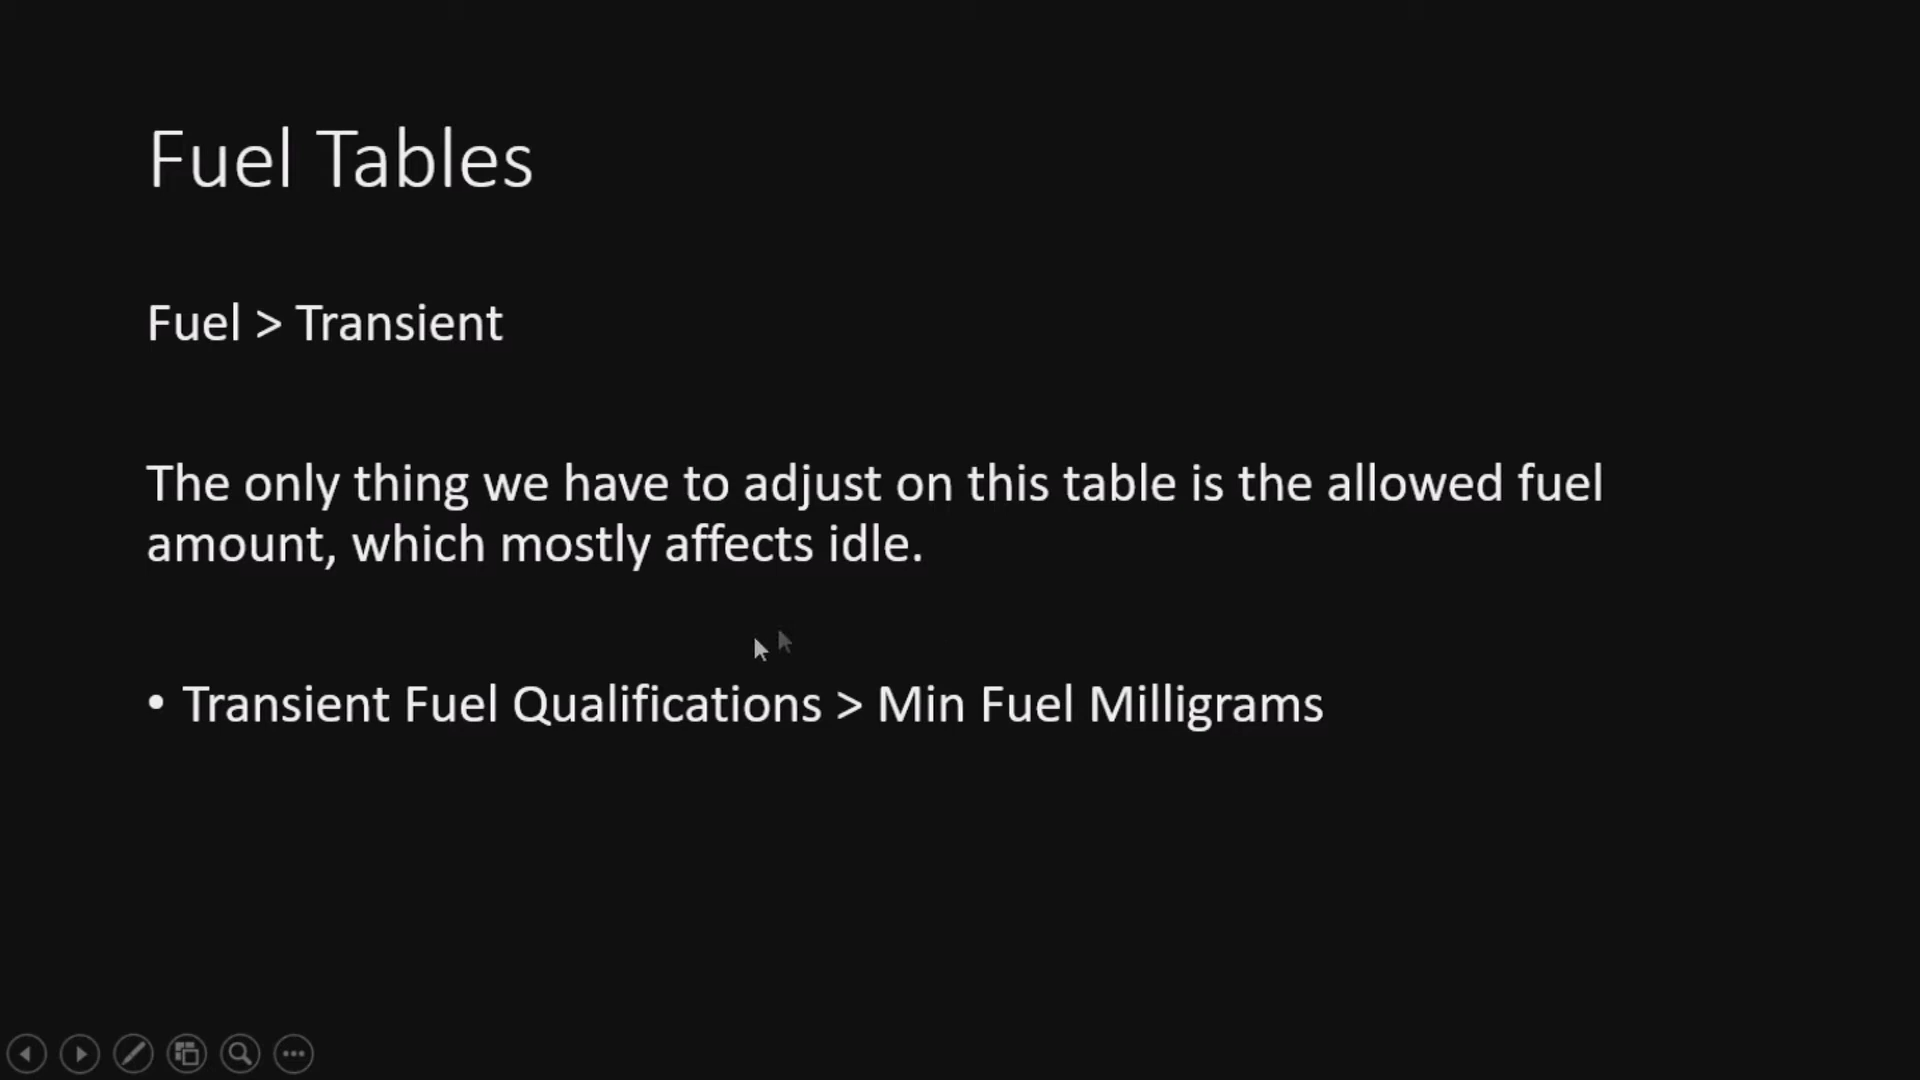 Fuel Tables
Fuel > Transient
The only thing we have to adjust on this table is the allowed fuel
amount, which mostly affects idle.
• Transient Fuel Qualifications > Min Fuel Milligrams